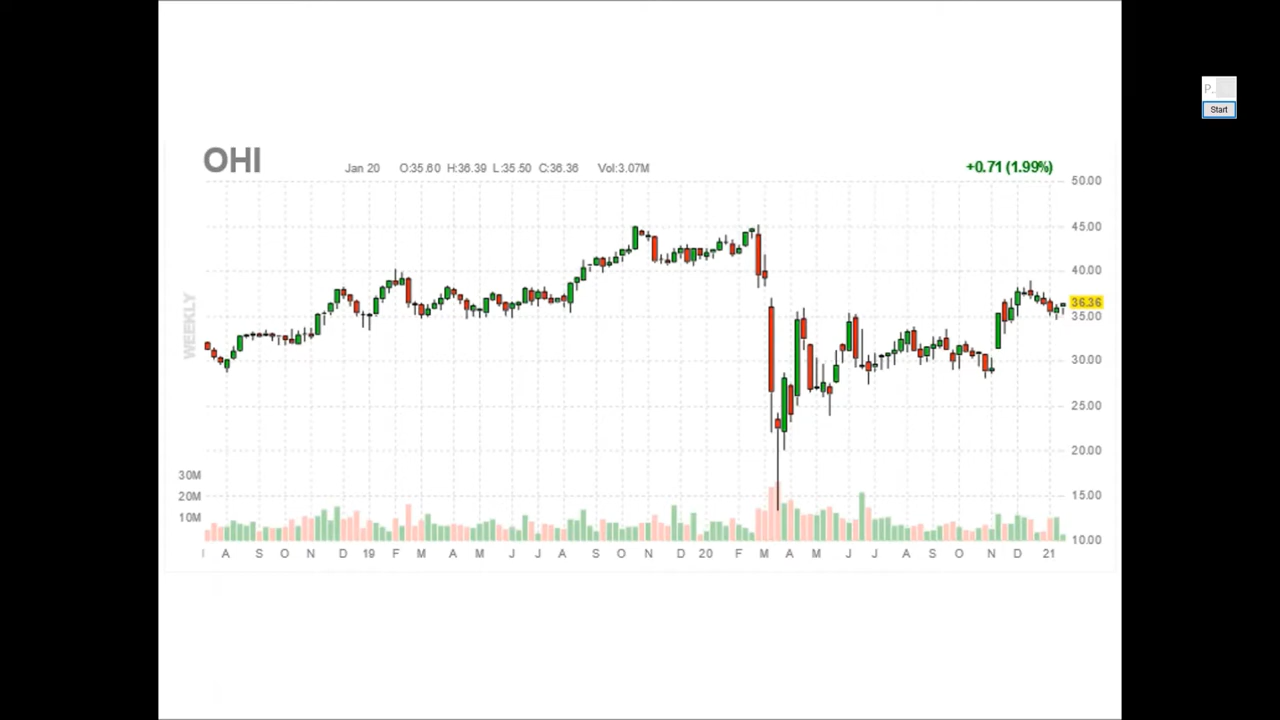 P..
Start
OHI Jan 20 O:35.60 H:36.39 L:35.50 C:36.36 Vol:3.07M +0.71 (1.99%)
50.00
45.00
40.00
36.36
35.00
30.00
25.00
20.00
15.00
10.00
WEEKLY
30M
20M
10M
A S O N D 19 F M A M J J A S O N D 20 F M A M J J A S O N D 21